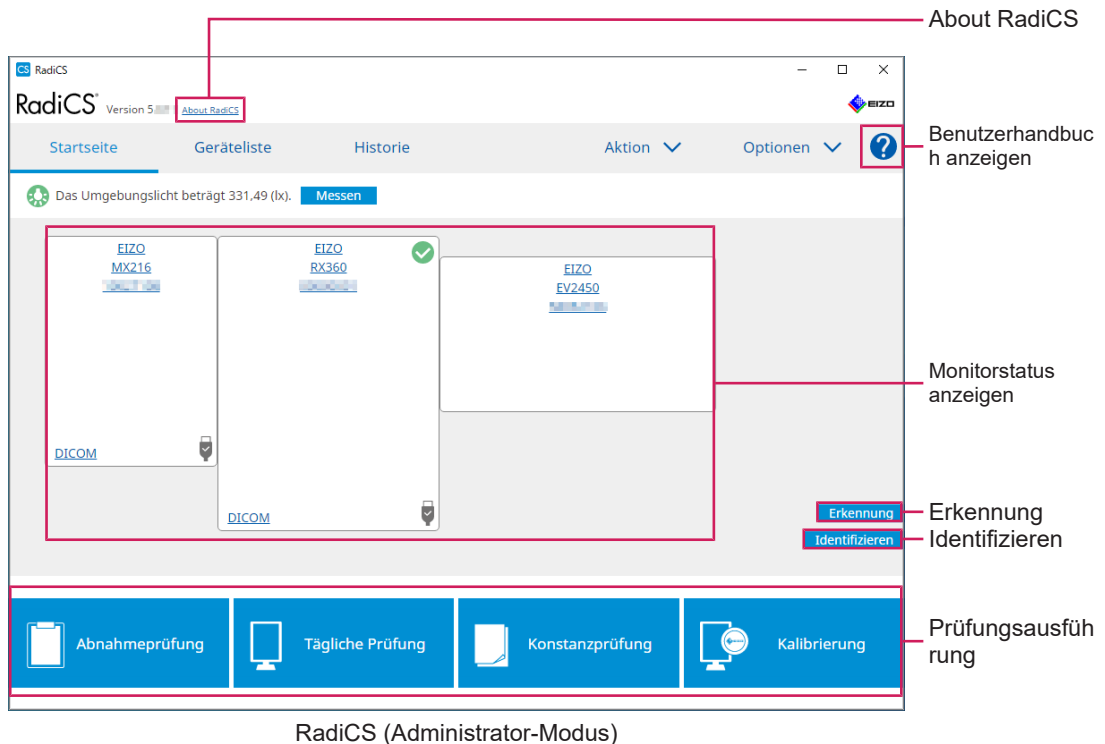 About RadiCS
CS RadiCS
RadiCS® Version 5. About RadiCS
EIZO
Startseite Geräteliste Historie Aktion Optionen ?
Benutzerhandbuc
h anzeigen
Das Umgebungslicht beträgt 331,49 (lx). Messen
EIZO
MX216
DICOM
EIZO
RX360
DICOM
EIZO
EV2450
Monitorstatus
anzeigen
Erkennung
Erkennung
Identifizieren
Identifizieren
Abnahmeprüfung
Tägliche Prüfung
Konstanzprüfung
Kalibrierung
Prüfungsausfüh
rung
RadiCS (Administrator-Modus)